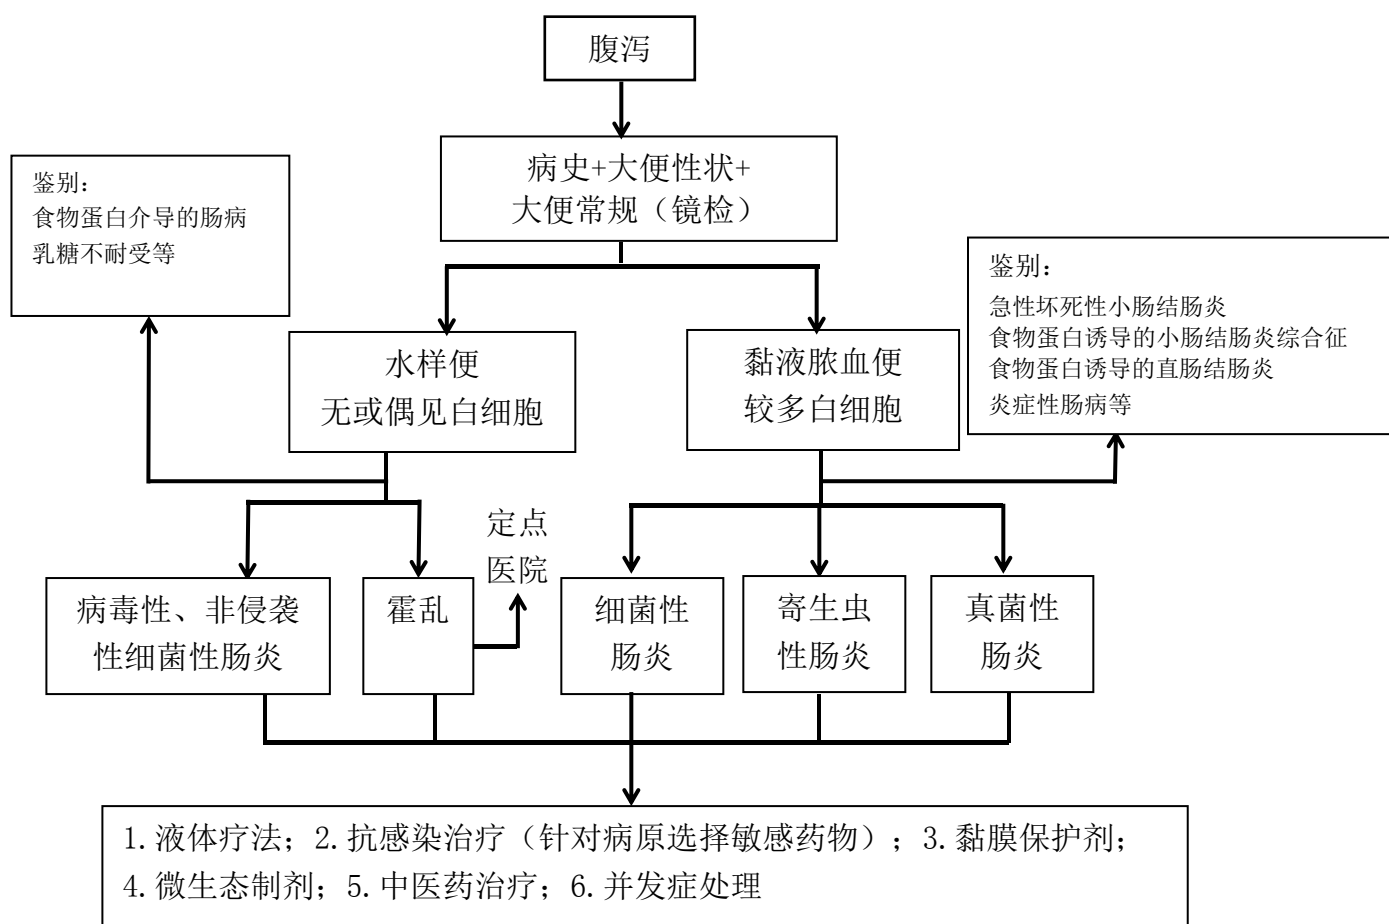 腹泻
病史+大便性状+
大便常规（镜检）
鉴别：
食物蛋白介导的肠病
乳糖不耐受等
鉴别：
急性坏死性小肠结肠炎
食物蛋白诱导的小肠结肠炎综合征
食物蛋白诱导的直肠结肠炎
炎症性肠病等
水样便
无或偶见白细胞
黏液脓血便
较多白细胞
定点
医院
病毒性、非侵袭
性细菌性肠炎
霍乱
细菌性
肠炎
寄生虫
性肠炎
真菌性
肠炎
1.液体疗法；2.抗感染治疗（针对病原选择敏感药物）；3.黏膜保护剂；
4.微生态制剂；5.中医药治疗；6.并发症处理